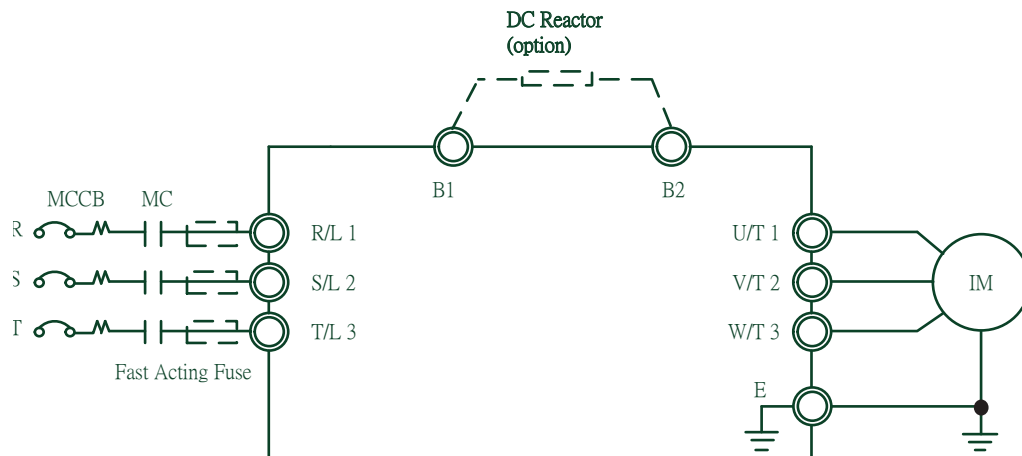 DC Reactor
(option)
B1
B2
MCCB
MC
R
R/L 1
U/T 1
S
S/L 2
V/T 2
IM
T
T/L 3
W/T 3
Fast Acting Fuse
E